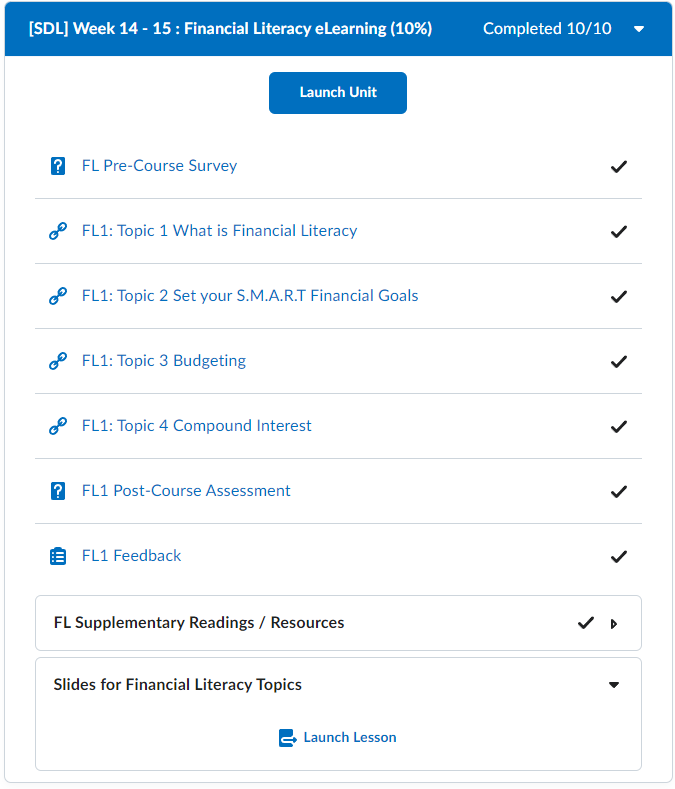 [SDL] Week 14 - 15 : Financial Literacy eLearning (10%) Completed 10/10
Launch Unit
FL Pre-Course Survey
FL1: Topic 1 What is Financial Literacy
FL1: Topic 2 Set your S.M.A.R.T Financial Goals
FL1: Topic 3 Budgeting
FL1: Topic 4 Compound Interest
FL1 Post-Course Assessment
FL1 Feedback
FL Supplementary Readings / Resources
Slides for Financial Literacy Topics
Launch Lesson